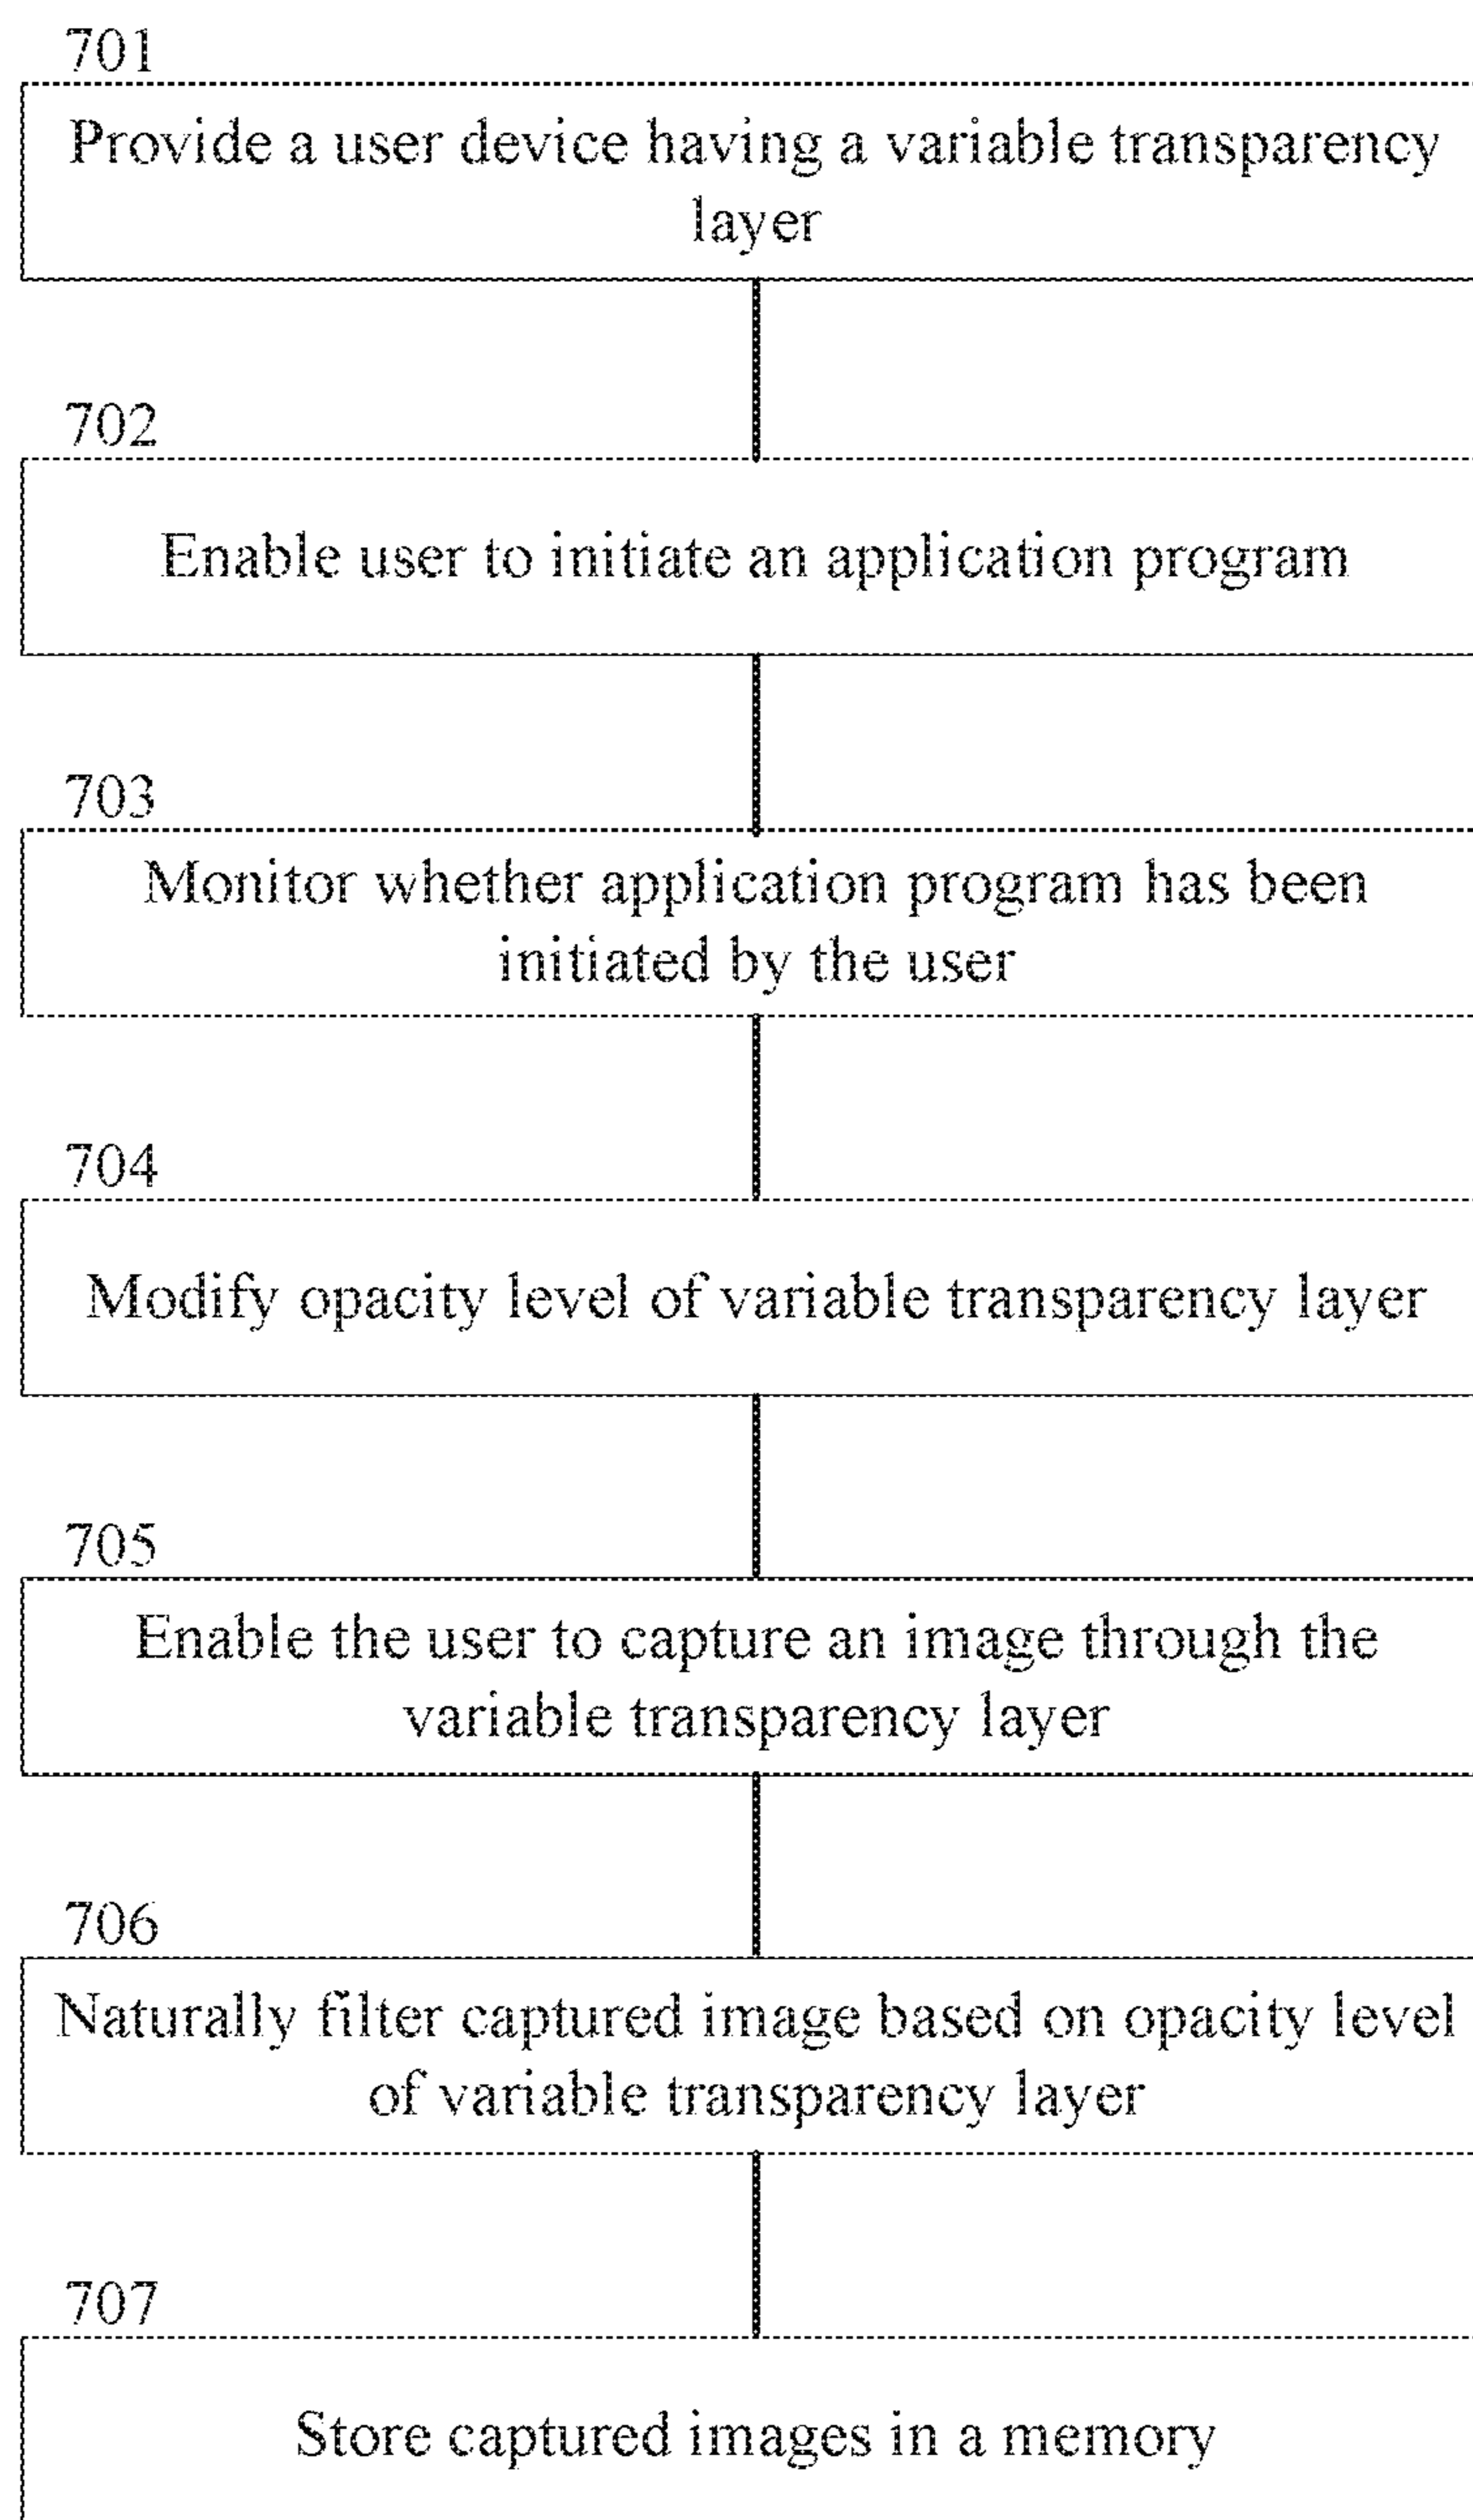 701
Provide a user device having a variable transparency
layer
702
Enable user to initiate an application program
703
Monitor whether application program has been
initiated by the user
704
Modify opacity level of variable transparency layer
705
Enable the user to capture an image through the
variable transparency layer
706
Naturally filter captured image based on opacity level
of variable transparency layer
707
Store captured images in a memory